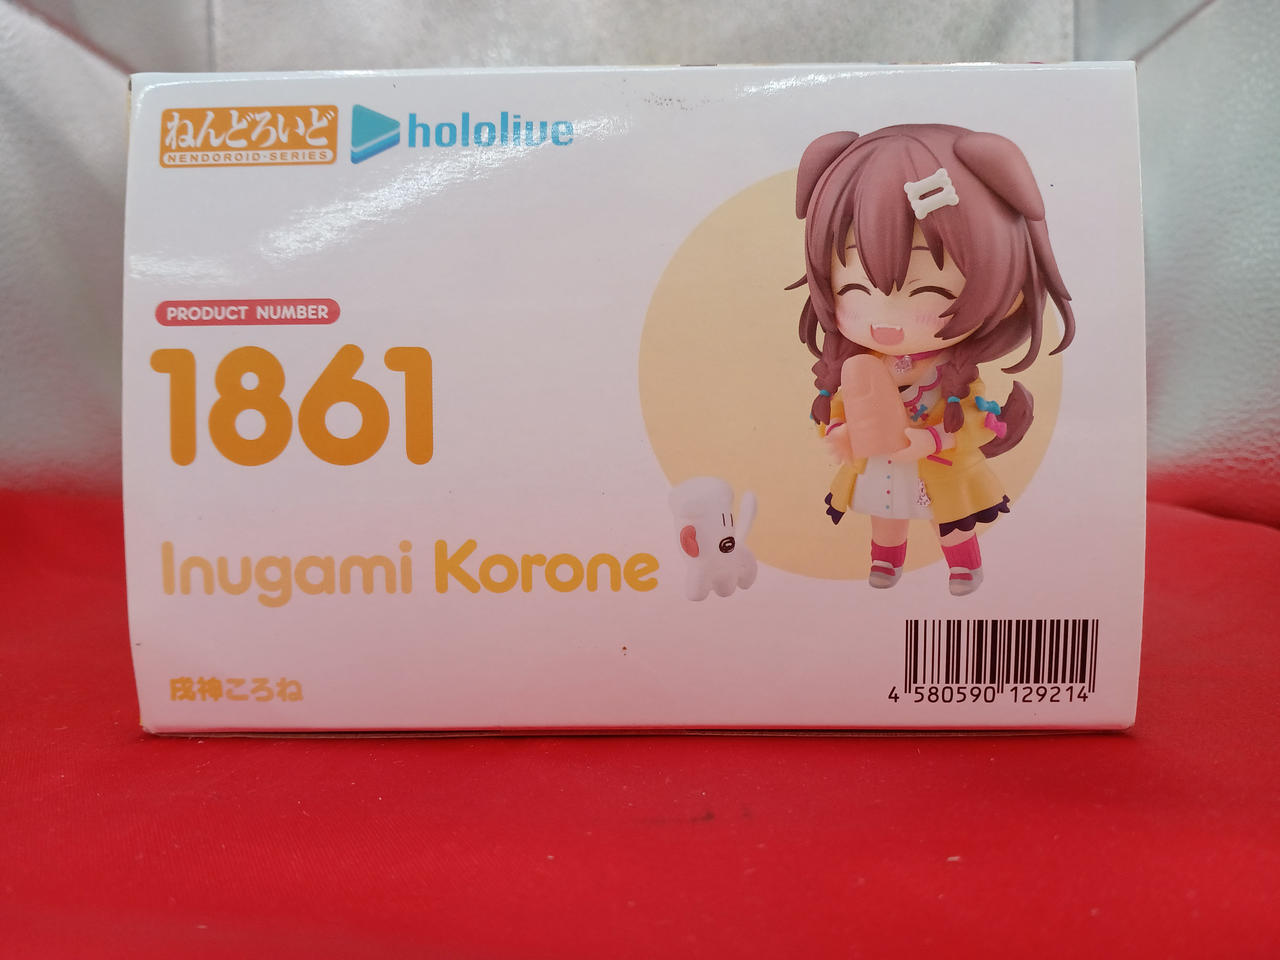 ねんどろいど
NENDOROID·SERIES
hololive
PRODUCT NUMBER
1861
Inugami Korone
戌神ころね
4 580590 129214